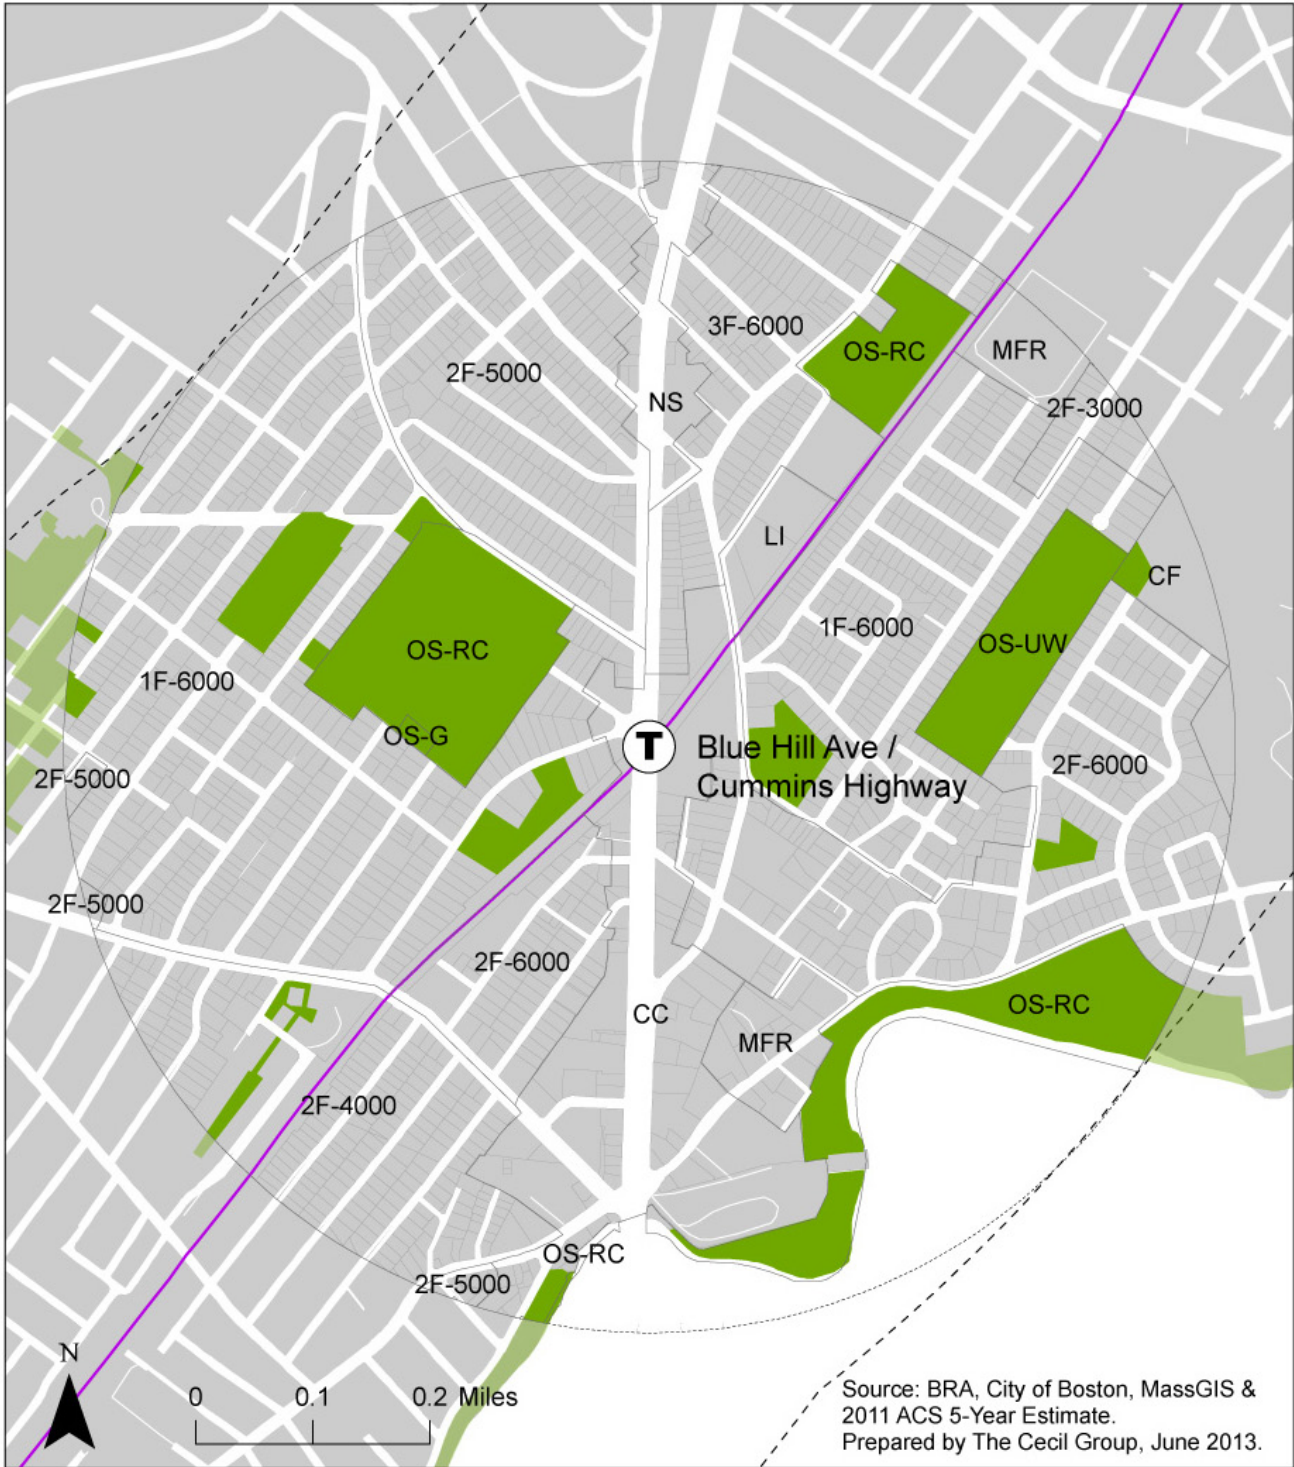 3F-6000
OS-RC
MFR
2F-5000
NS
2F-3000
LI
CF
1F-6000
OS-UW
OS-RC
1F-6000
OS-G
T
Blue Hill Ave /
Cummins Highway
2F-6000
2F-5000
2F-5000
2F-6000
OS-RC
CC
MFR
2F-4000
OS-RC
2F-5000
N
0 0.1 0.2 Miles
Source: BRA, City of Boston, MassGIS &
2011 ACS 5-Year Estimate.
Prepared by The Cecil Group, June 2013.